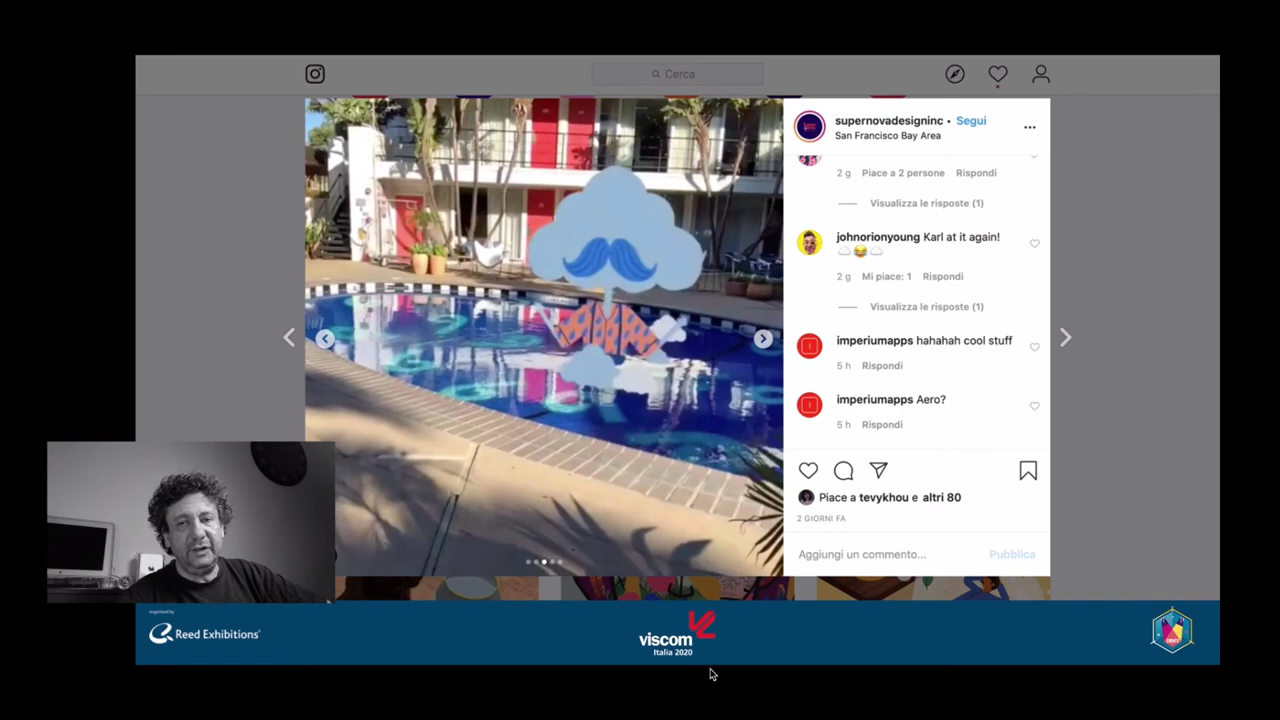 Cerca
supernovadesigninc • Segui
San Francisco Bay Area
2 g Piace a 2 persone Rispondi
Visualizza le risposte (1)
johnorionyoung Karl at it again!
☁️😂☁️
2 g Mi piace: 1 Rispondi
Visualizza le risposte (1)
imperiumapps hahahah cool stuff
5 h Rispondi
imperiumapps Aero?
5 h Rispondi
Piace a tevykhou e altri 80
2 GIORNI FA
Aggiungi un commento... Pubblica
organised by
Reed Exhibitions®
viscom
Italia 2020